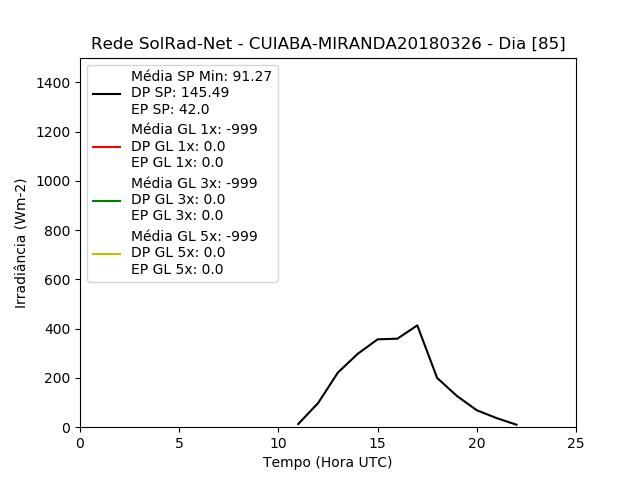 Rede SolRad-Net - CUIABA-MIRANDA20180326 - Dia [85]
Média SP Min: 91.27
DP SP: 145.49
EP SP: 42.0
Média GL 1x: -999
DP GL 1x: 0.0
EP GL 1x: 0.0
Média GL 3x: -999
DP GL 3x: 0.0
EP GL 3x: 0.0
Média GL 5x: -999
DP GL 5x: 0.0
EP GL 5x: 0.0
Irradiância (Wm-2)
1400
1200
1000
800
600
400
200
0
0 5 10 15 20 25
Tempo (Hora UTC)